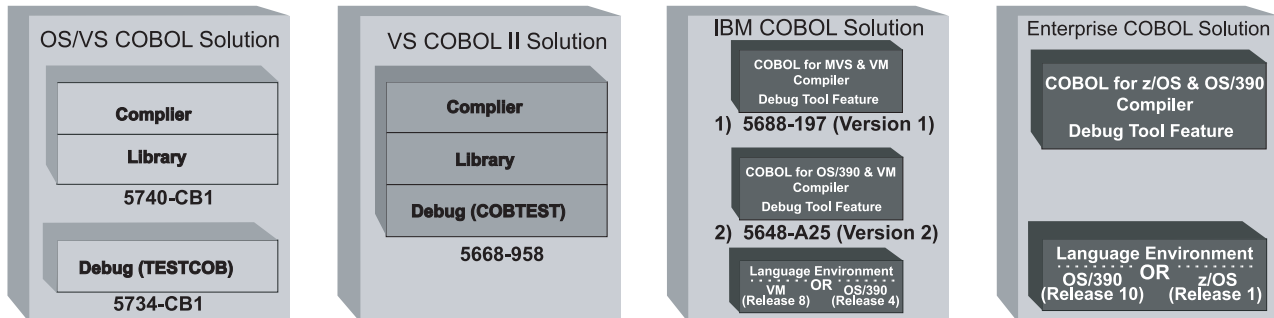 OS/VS COBOL Solution
Complier
Library
5740-CB1
Debug (TESTCOB)
5734-CB1
VS COBOL II Solution
Complier
Library
Debug (COBTEST)
5668-958
IBM COBOL Solution
COBOL for MVS & VM
Compiler
Debug Tool Feature
1) 5688-197 (Version 1)
COBOL for OS/390 & VM
Compiler
Debug Tool Feature
2) 5648-A25 (Version 2)
Language Environment
VM OR OS/390
(Release 8) (Release 4)
Enterprise COBOL Solution
COBOL for z/OS & OS/390
Compiler
Debug Tool Feature
Language Environment
OS/390 OR z/OS
(Release 10) (Release 1)